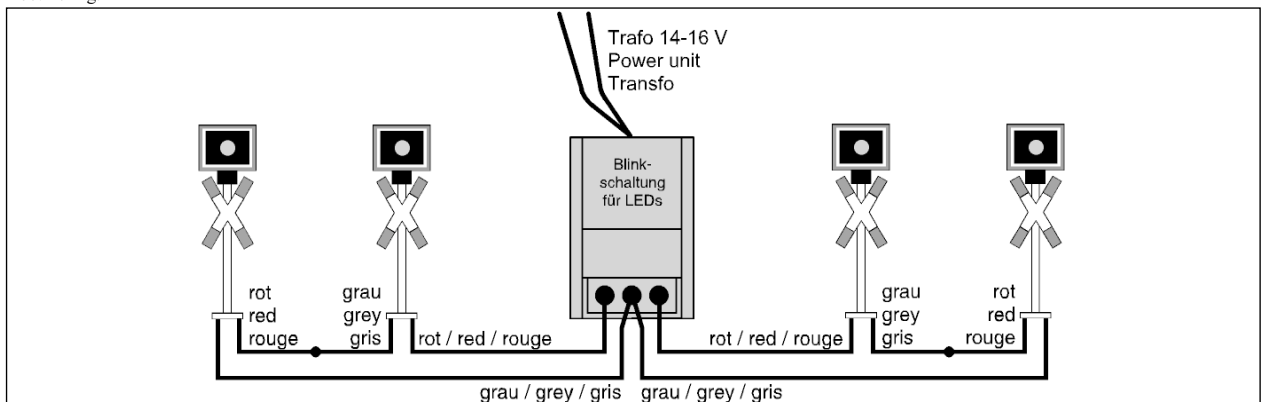 Trafo 14-16 V
Power unit
Transfo
Blink-
schaltung
für LEDs
rot
red
rouge
grau
grey
gris
rot / red / rouge
grau / grey / gris
rot / red / rouge
grau / grey / gris
grau
grey
gris
rot
red
rouge